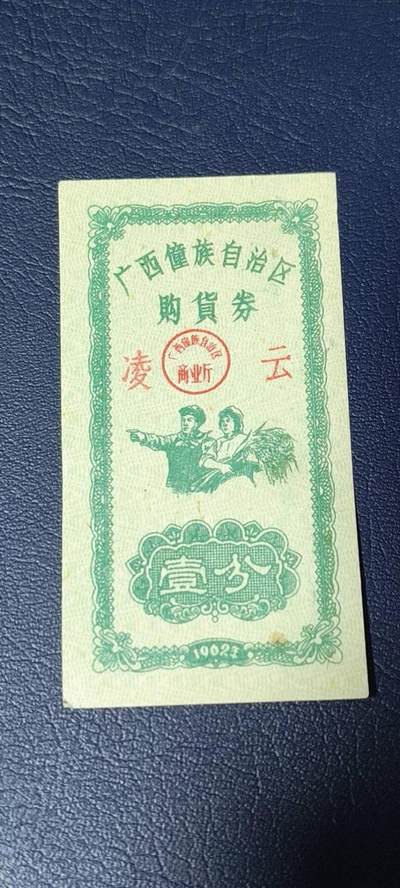 广西僮族自治区
购貨券
凌 云
广西僮族自治区
商业厅
壹分
1962年